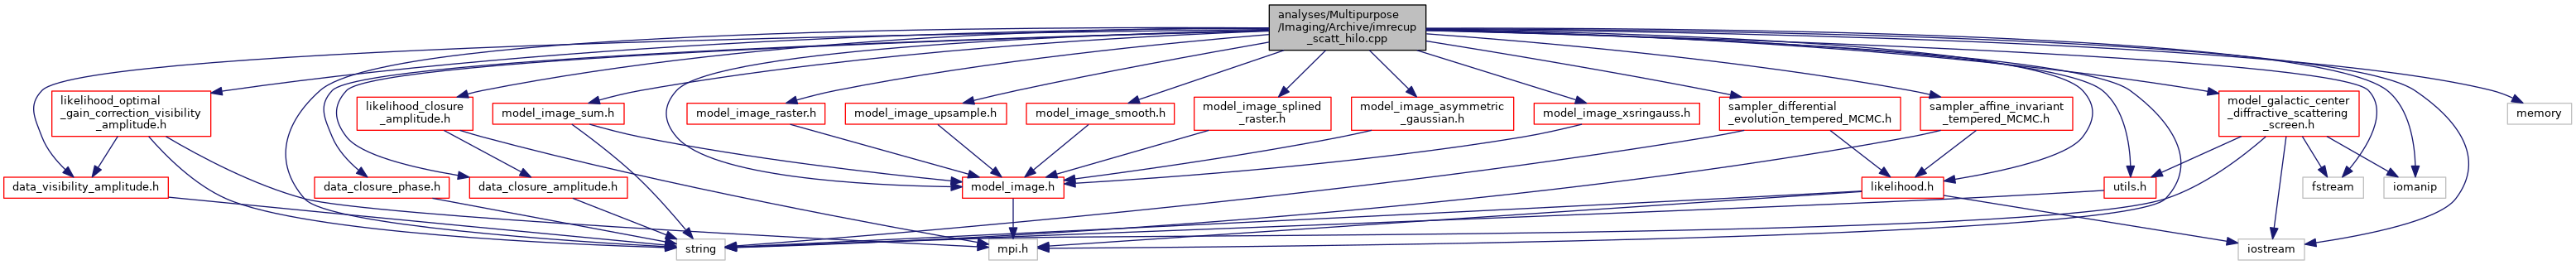 analyses/Multipurpose
/Imaging/Archive/imrecup
_scatt_hilo.cpp
likelihood_optimal
_gain_correction_visibility
_amplitude.h
likelihood_closure
_amplitude.h
model_image_sum.h
model_image_raster.h
model_image_upsample.h
model_image_smooth.h
model_image_splined
_raster.h
model_image_asymmetric
_gaussian.h
model_image_xsringauss.h
sampler_differential
_evolution_tempered_MCMC.h
sampler_affine_invariant
_tempered_MCMC.h
model_galactic_center
_diffractive_scattering
_screen.h
memory
data_visibility_amplitude.h
data_closure_phase.h
data_closure_amplitude.h
model_image.h
likelihood.h
utils.h
fstream
iomanip
string
mpi.h
iostream